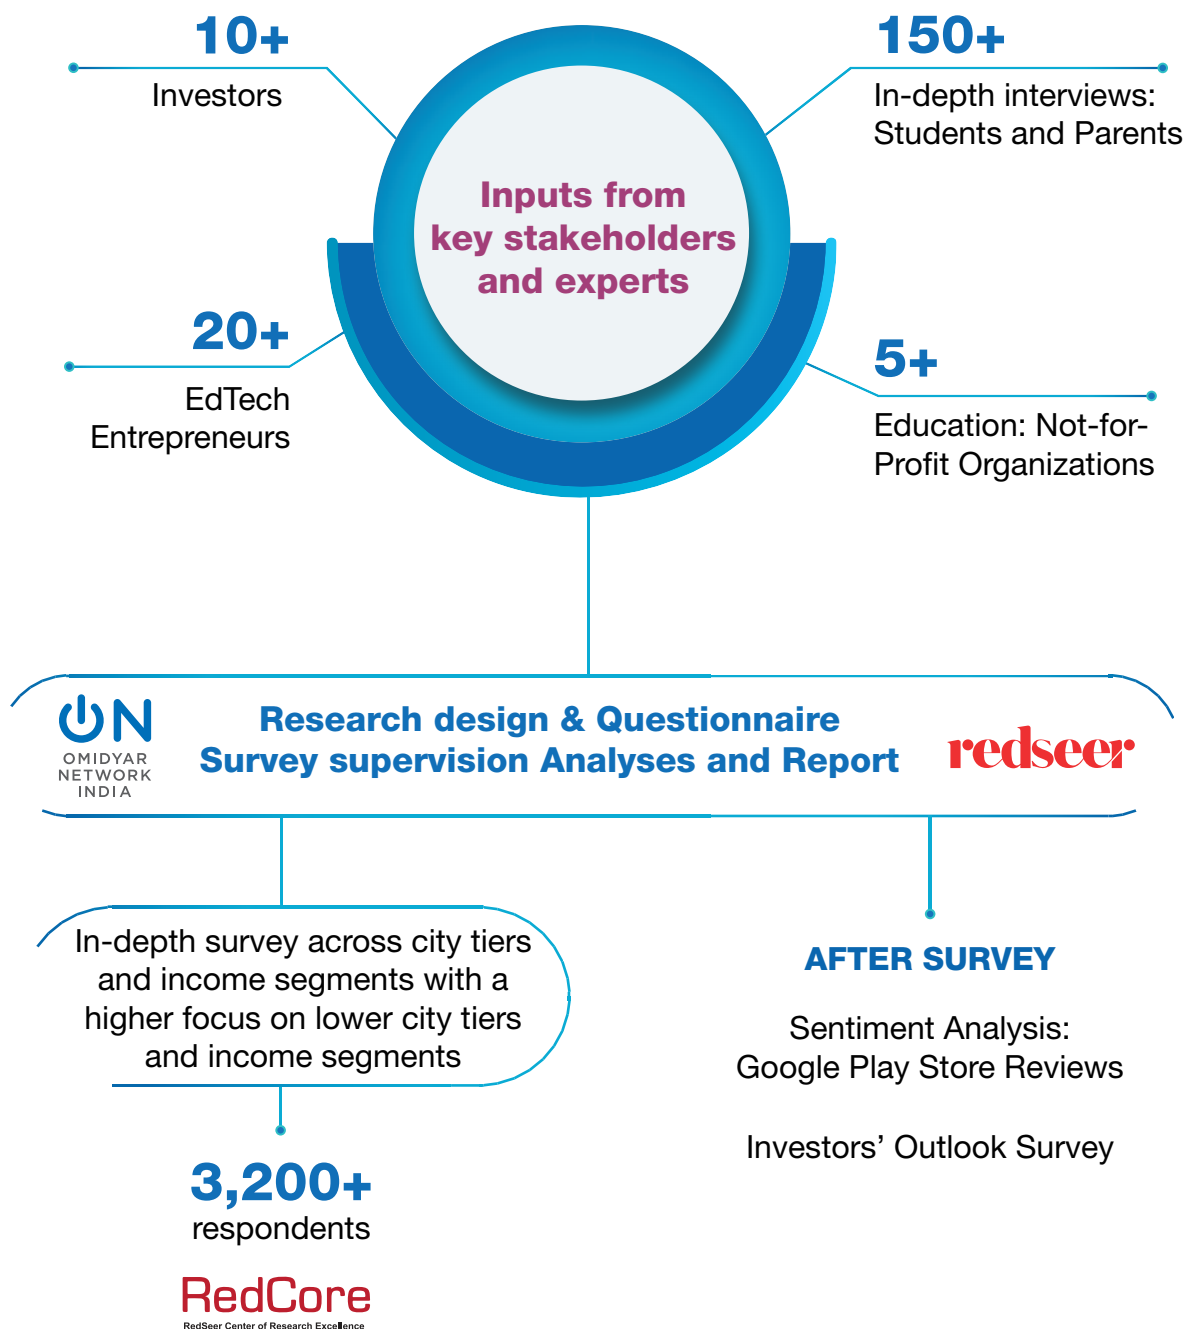 10+
Investors
150+
In-depth interviews:
Students and Parents
Inputs from
key stakeholders
and experts
20+
EdTech
Entrepreneurs
5+
Education: Not-for-
Profit Organizations
ON
OMIDYAR
NETWORK
INDIA
Research design & Questionnaire
Survey supervision Analyses and Report
redseer
In-depth survey across city tiers
and income segments with a
higher focus on lower city tiers
and income segments
3,200+
respondents
RedCore
RedSeer Center of Research Excellence
AFTER SURVEY
Sentiment Analysis:
Google Play Store Reviews
Investors’ Outlook Survey